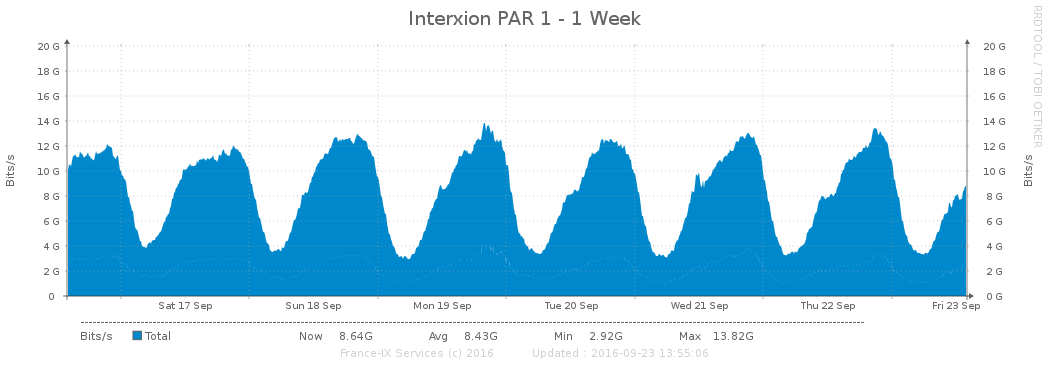 Interxion PAR 1 - 1 Week
RRDTOOL / TOBI OETIKER
Bits/s
20 G 20 G
18 G 18 G
16 G 16 G
14 G 14 G
12 G 12 G
10 G 10 G
8 G 8 G
6 G 6 G
4 G 4 G
2 G 2 G
0 0 G
Bits/s
Sat 17 Sep Sun 18 Sep Mon 19 Sep Tue 20 Sep Wed 21 Sep Thu 22 Sep Fri 23 Sep
Bits/s Total Now 8.64G Avg 8.43G Min 2.92G Max 13.82G
France-IX Services (c) 2016 Updated : 2016-09-23 13:55:06